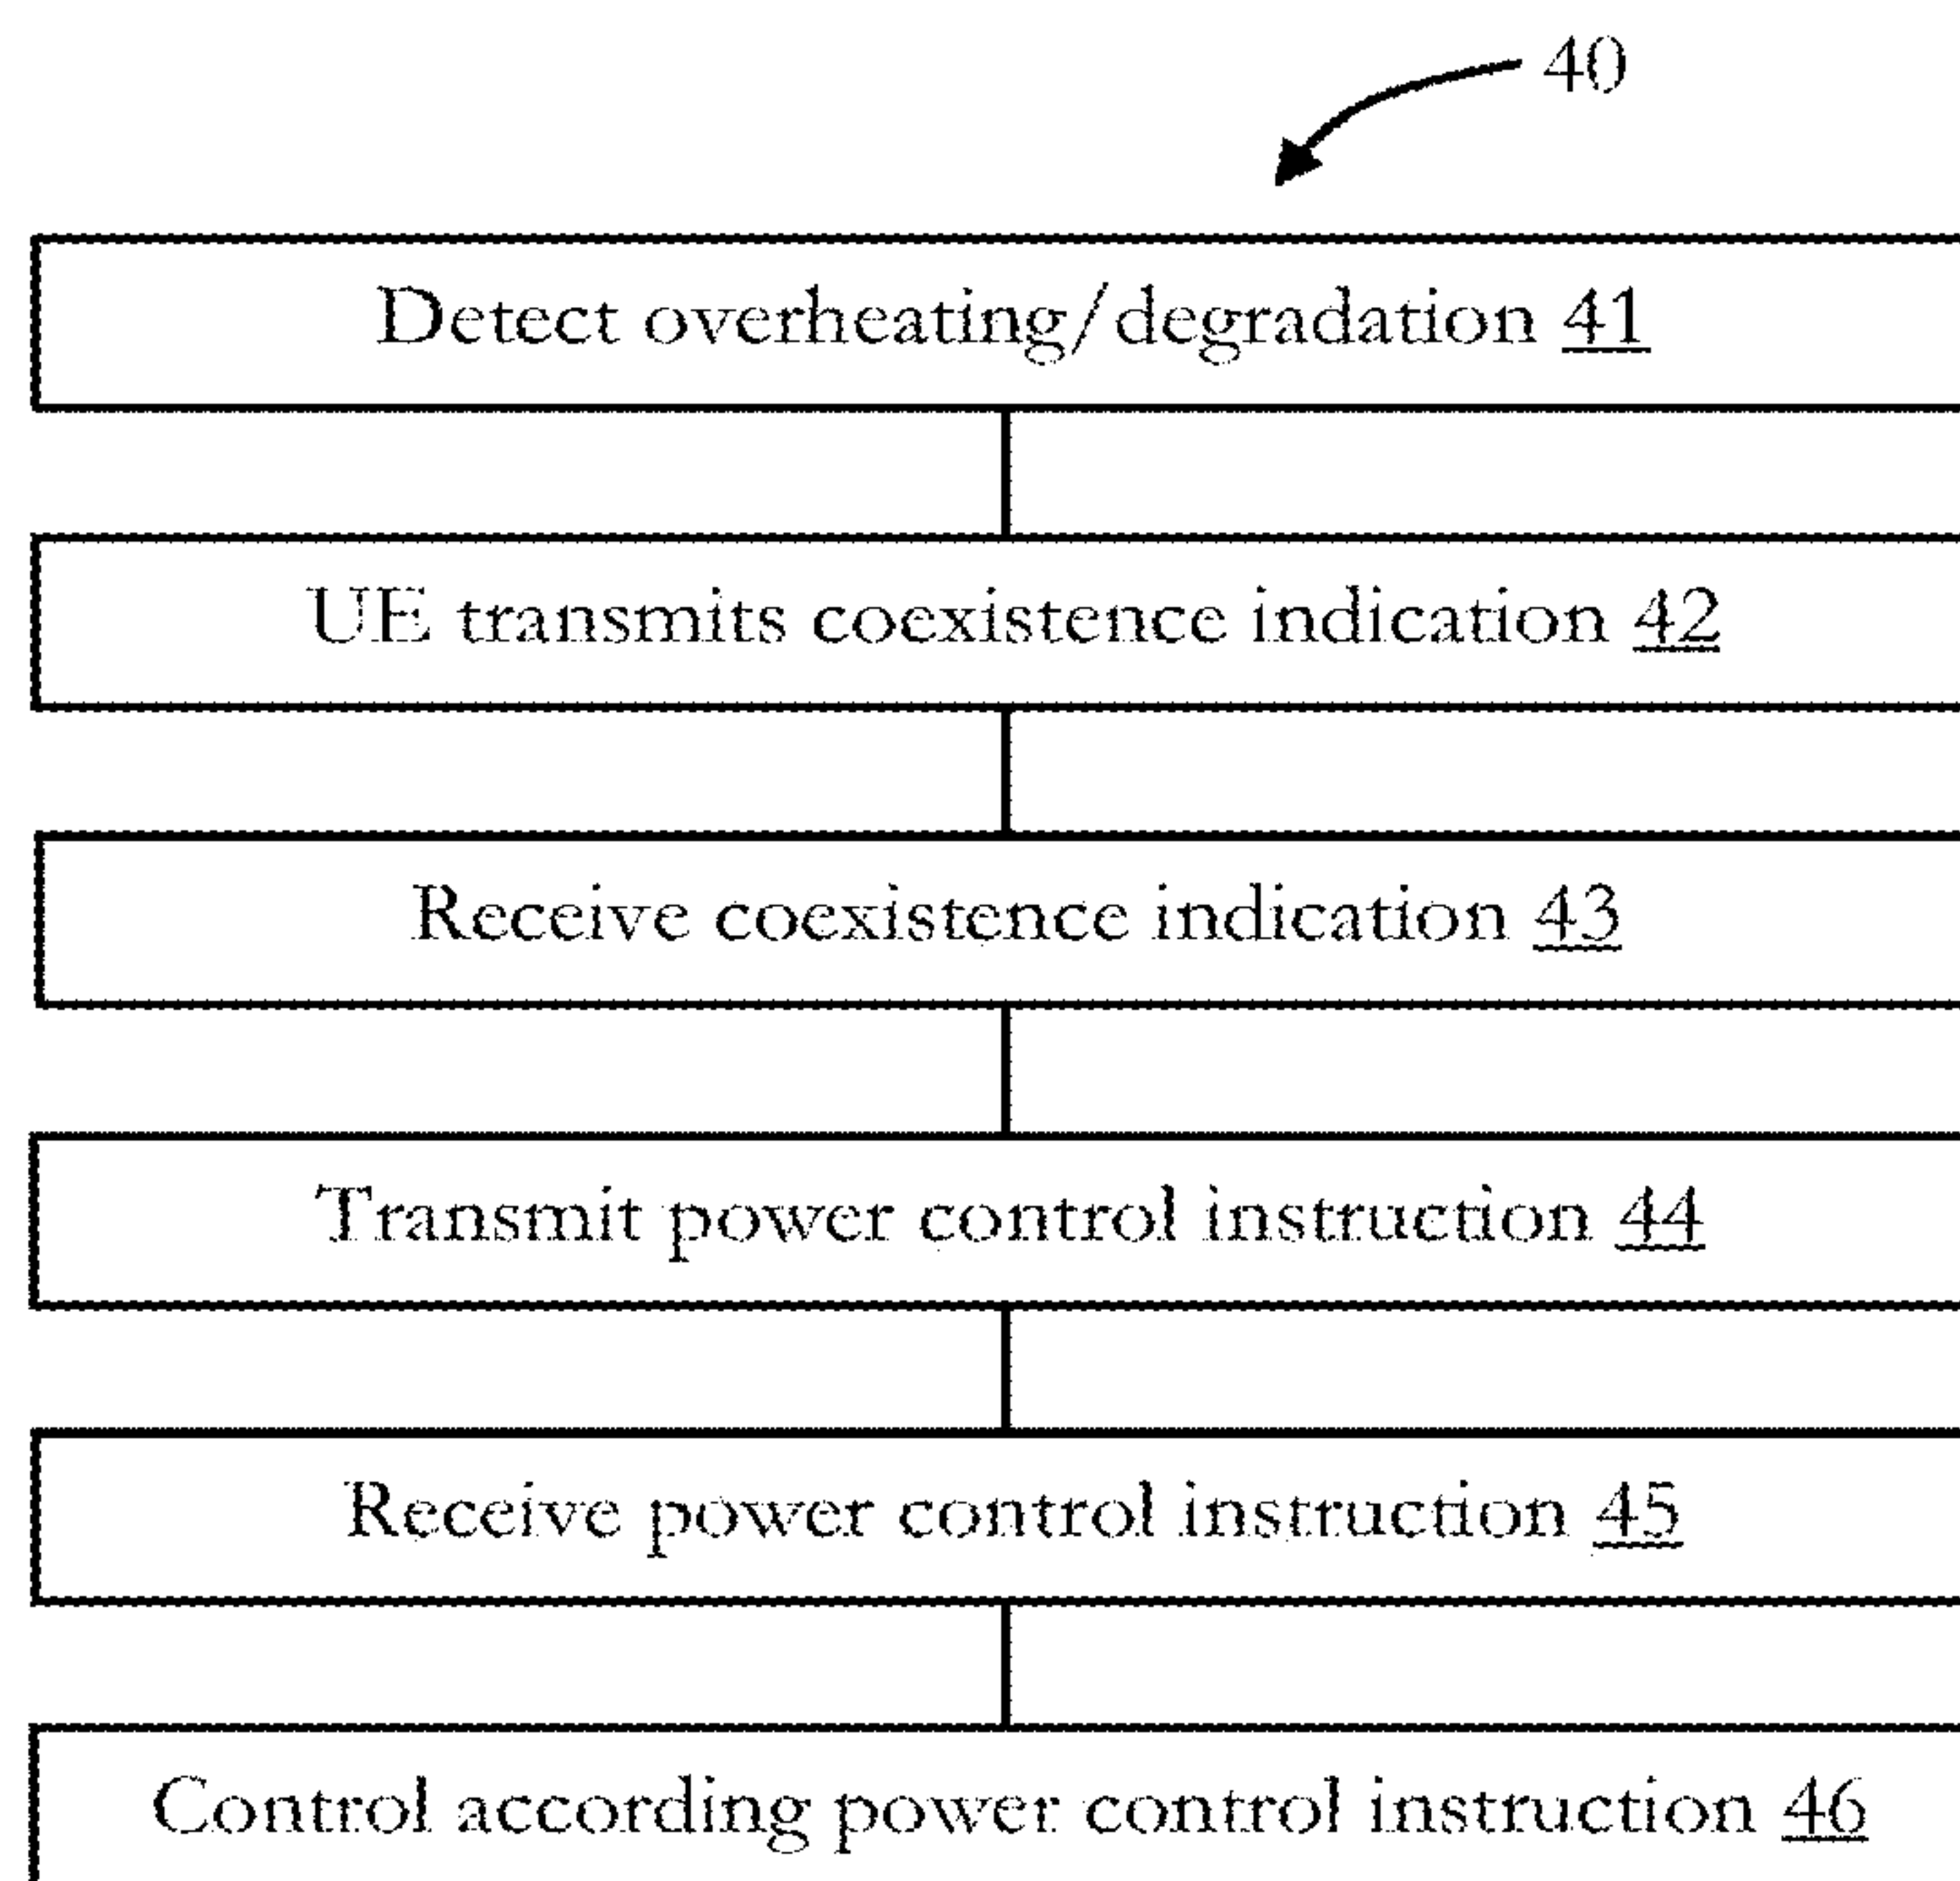 40
Detect overheating/degradation 41
UE transmits coexistence indication 42
Receive coexistence indication 43
Transmit power control instruction 44
Receive power control instruction 45
Control according power control instruction 46